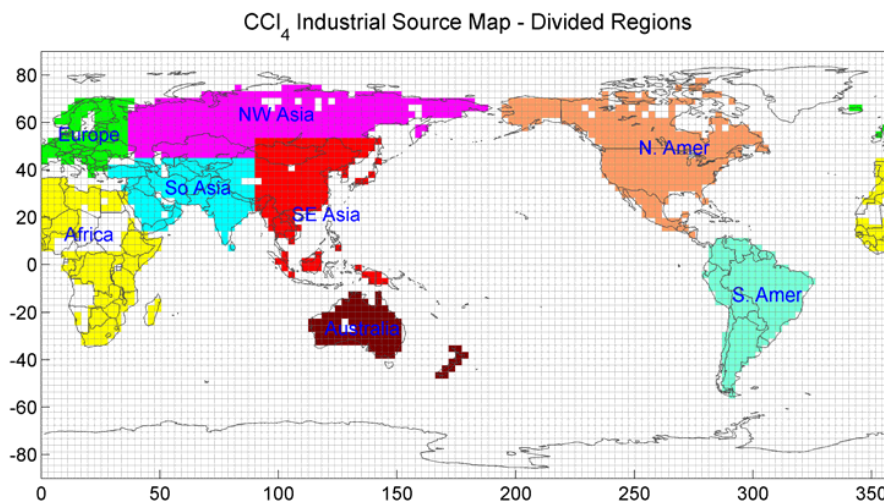 CCl4 Industrial Source Map - Divided Regions
80
60
40
20
0
-20
-40
-60
-80
NW Asia
Europe
N. Amer
So Asia
SE Asia
Africa
S. Amer
Australia
0 50 100 150 200 250 300 350